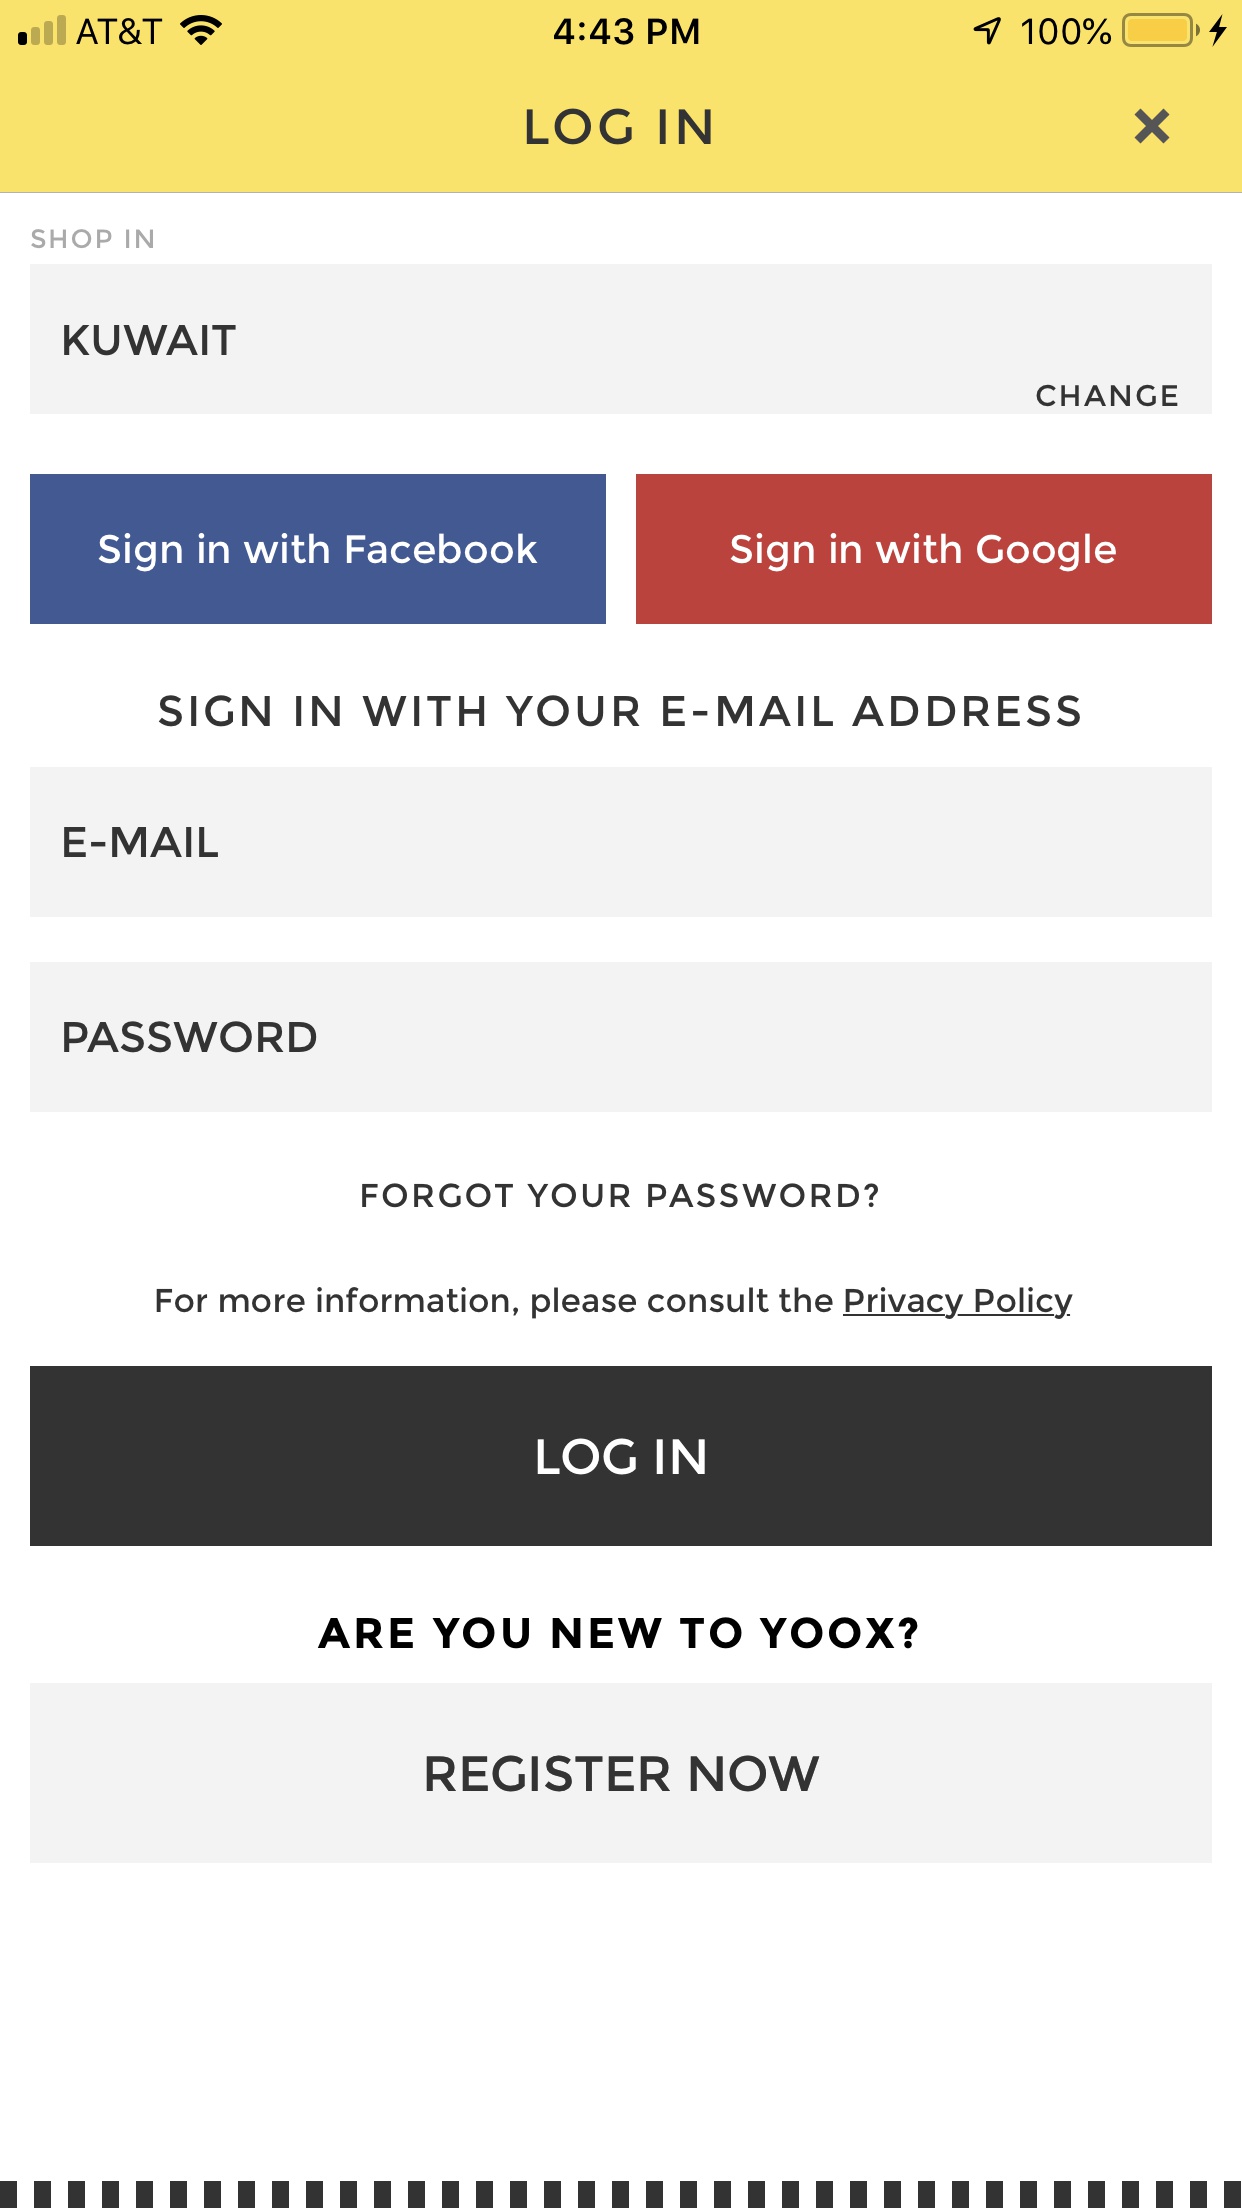 AT&T 4:43 PM 100%
LOG IN
SHOP IN
KUWAIT
CHANGE
Sign in with Facebook Sign in with Google
SIGN IN WITH YOUR E-MAIL ADDRESS
E-MAIL
PASSWORD
FORGOT YOUR PASSWORD?
For more information, please consult the Privacy Policy
LOG IN
ARE YOU NEW TO YOOX?
REGISTER NOW